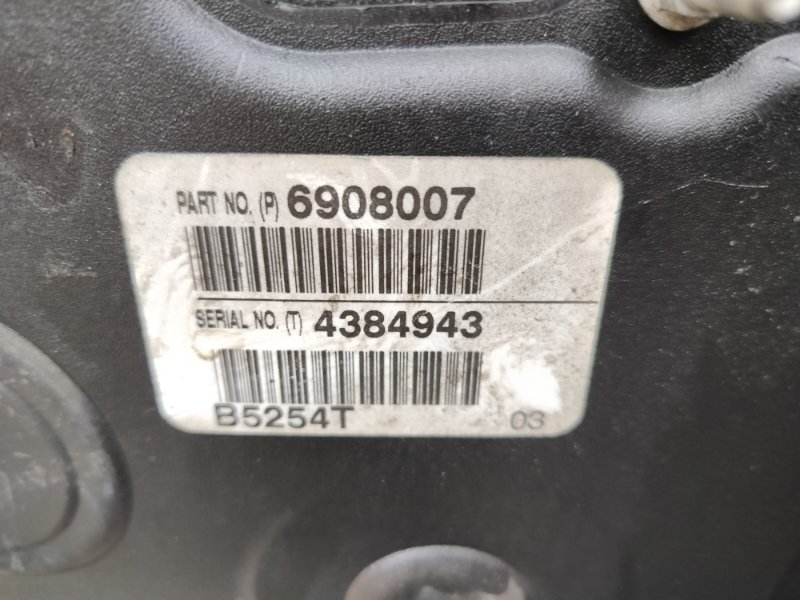 PART NO. (P) 6908007
SERIAL NO. (T) 4384943
B5254T 03